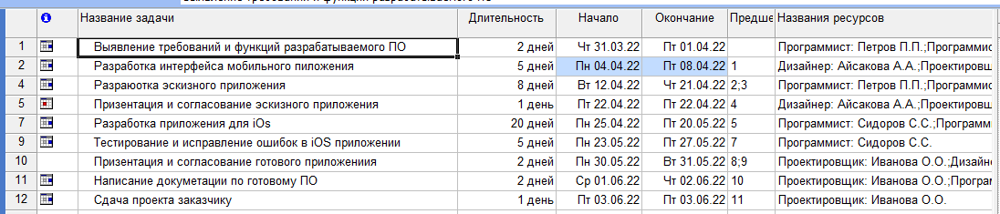 Название задачи Длительность Начало Окончание Предше Названия ресурсов
1 Выявление требований и функций разрабатываемого ПО 2 дней Чт 31.03.22 Пт 01.04.22 Программист: Петров П.П.;Программис
2 Разработка интерфейса мобильного пиложения 5 дней Пн 04.04.22 Пт 08.04.22 1 Дизайнер: Айсакова А.А.;Проектировщ
4 Разраюотка эскизного приложения 8 дней Вт 12.04.22 Чт 21.04.22 2;3 Программист: Петров П.П.;Программис
5 Призентация и согласование эскизного приложения 1 день Пт 22.04.22 Пт 22.04.22 4 Дизайнер: Айсакова А.А.;Проектировщ
7 Разработка приложения для iOs 20 дней Пн 25.04.22 Пт 20.05.22 5 Программист: Сидоров С.С.;Программ
9 Тестирование и исправление ошибок в iOS приложении 5 дней Пн 23.05.22 Пт 27.05.22 7 Программист: Сидоров С.С.
10 Призентация и согласование готового приложениия 2 дней Пн 30.05.22 Вт 31.05.22 8;9 Проектировщик: Иванова О.О.;Дизайн
11 Написание докуметации по готовому ПО 2 дней Ср 01.06.22 Чт 02.06.22 10 Проектировщик: Иванова О.О.;Програ
12 Сдача проекта заказчику 1 день Пт 03.06.22 Пт 03.06.22 11 Проектировщик: Иванова О.О.